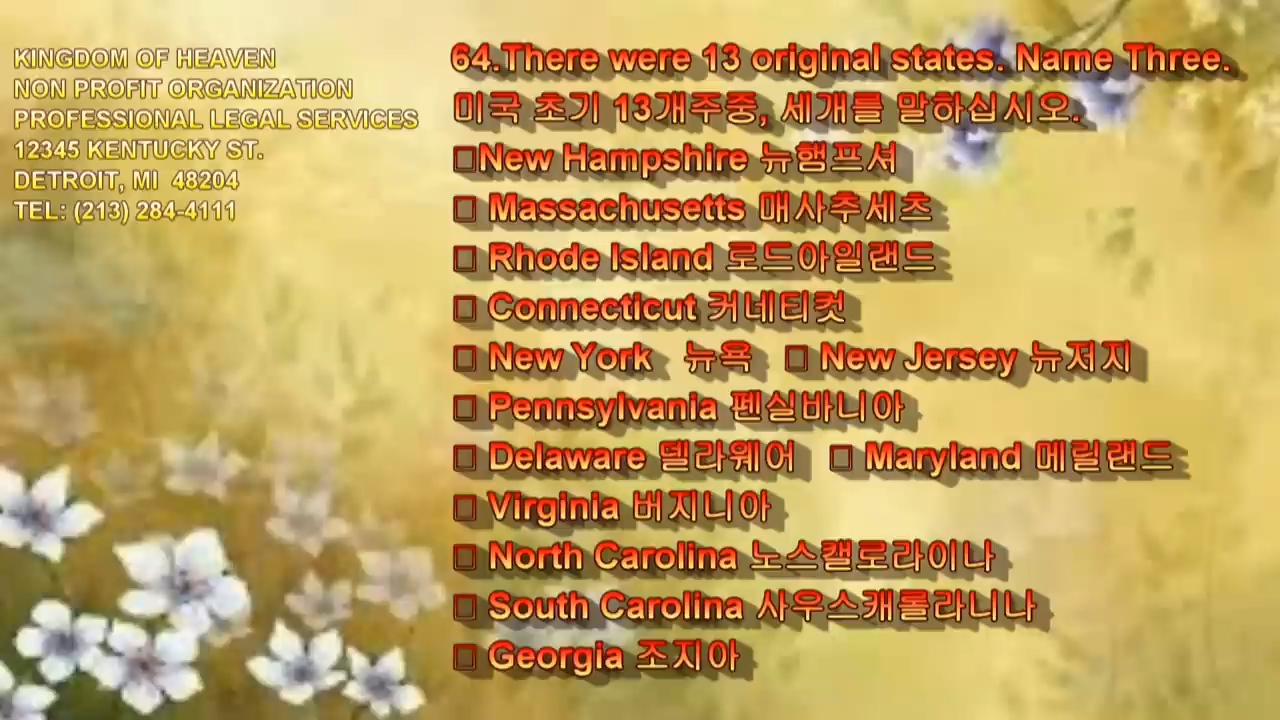 KINGDOM OF HEAVEN
NON PROFIT ORGANIZATION
PROFESSIONAL LEGAL SERVICES
12345 KENTUCKY ST.
DETROIT, MI 48204
TEL: (213) 284-4111
64.There were 13 original states. Name Three.
미국 초기 13개주중, 세개를 말하십시오.
□New Hampshire 뉴햄프셔
□ Massachusetts 매사추세츠
□ Rhode Island 로드아일랜드
□ Connecticut 커네티컷
□ New York 뉴욕 □ New Jersey 뉴저지
□ Pennsylvania 펜실바니아
□ Delaware 델라웨어 □ Maryland 메릴랜드
□ Virginia 버지니아
□ North Carolina 노스캘로라이나
□ South Carolina 사우스캐롤라니나
□ Georgia 조지아